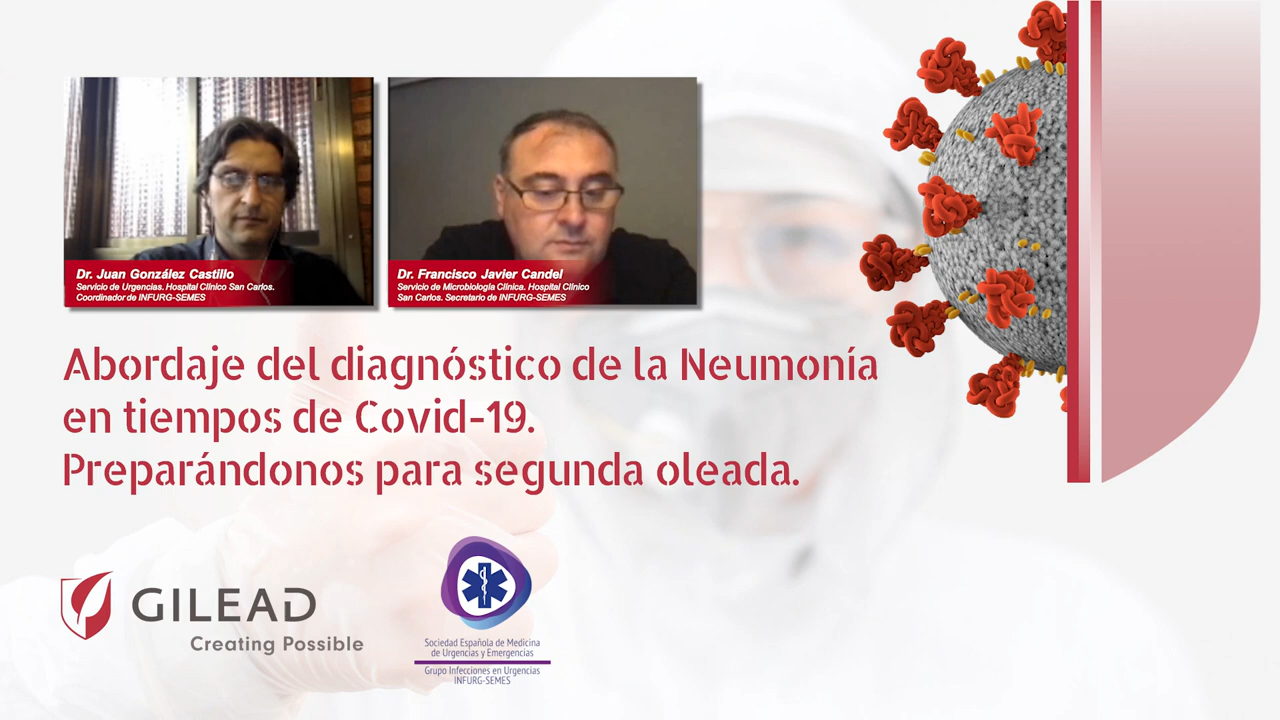 Dr. Juan González Castillo
Servicio de Urgencias. Hospital Clínico San Carlos.
Coordinador de INFURG-SEMES
Dr. Francisco Javier Candel
Servicio de Microbiología Clínica. Hospital Clínico
San Carlos. Secretario de INFURG-SEMES
Abordaje del diagnóstico de la Neumonía
en tiempos de Covid-19.
Preparándonos para segunda oleada.
GILEAD
Creating Possible
Sociedad Española de Medicina
de Urgencias y Emergencias
Grupo Infecciones en Urgencias
INFURG-SEMES